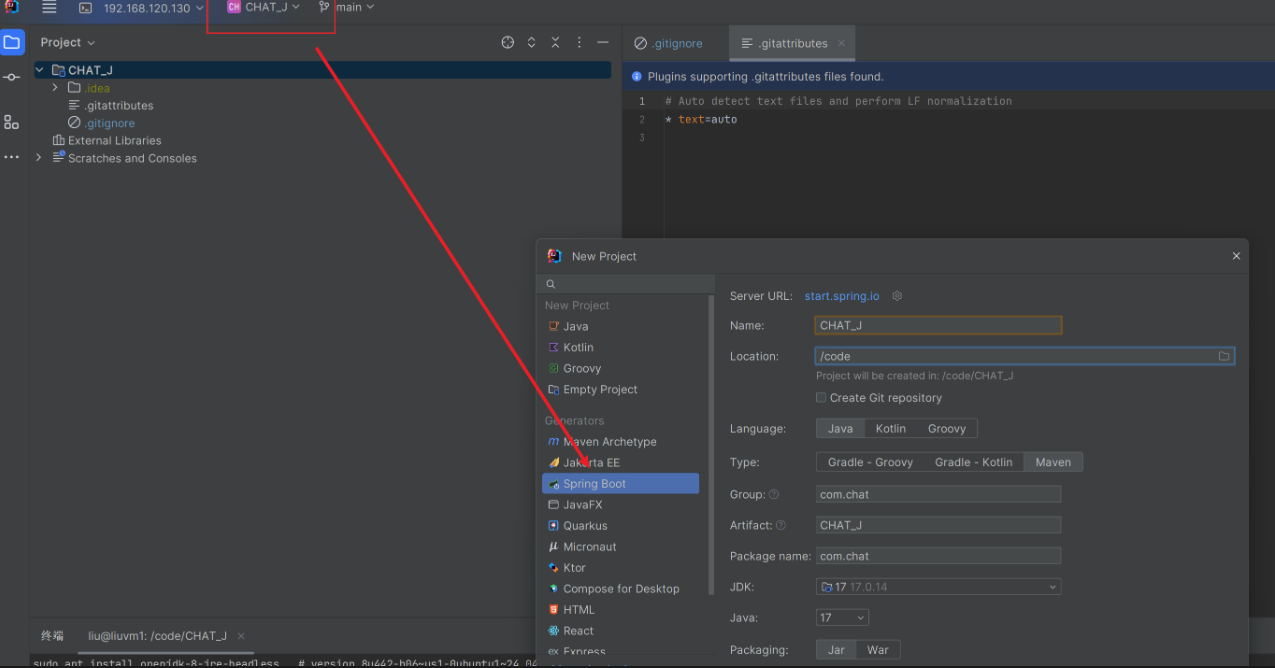 192.168.120.130
CH CHAT_J
main
Project
CHAT_J
.idea
.gitattributes
.gitignore
External Libraries
Scratches and Consoles
.gitignore
.gitattributes
Plugins supporting .gitattributes files found.
1 # Auto detect text files and perform LF normalization
2 * text=auto
3
New Project
New Project
Java
Kotlin
Groovy
Empty Project
Generators
Maven Archetype
Jakarta EE
Spring Boot
JavaFX
Quarkus
Micronaut
Ktor
Compose for Desktop
HTML
React
ex Express
Server URL: start.spring.io
Name: CHAT_J
Location: /code
Project will be created in: /code/CHAT_J
Create Git repository
Language: Java Kotlin Groovy
Type: Gradle - Groovy Gradle - Kotlin Maven
Group: com.chat
Artifact: CHAT_J
Package name: com.chat
JDK: 17 17.0.14
Java: 17
Packaging: Jar War
终端
liu@liuvm1: /code/CHAT_J
sudo apt install openjdk-8-jre-headless # version 8u442-b06~us1-0ubuntu1~24.04